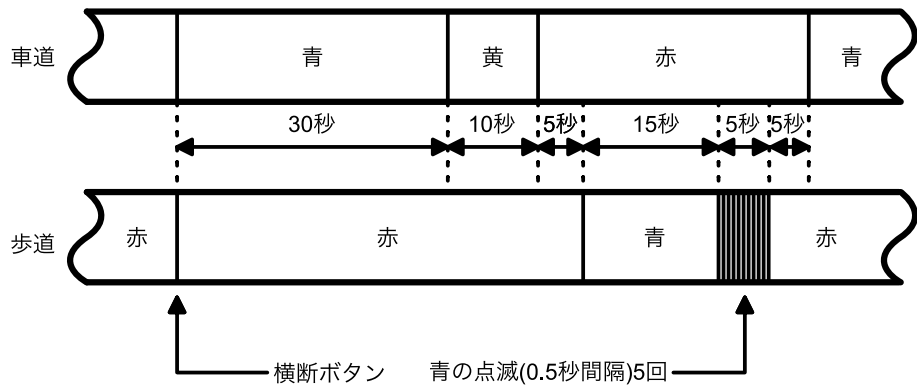 車道 青 黄 赤 青
30秒 10秒 5秒 15秒 5秒 5秒
歩道 赤 赤 青 赤
横断ボタン 青の点滅(0.5秒間隔)5回